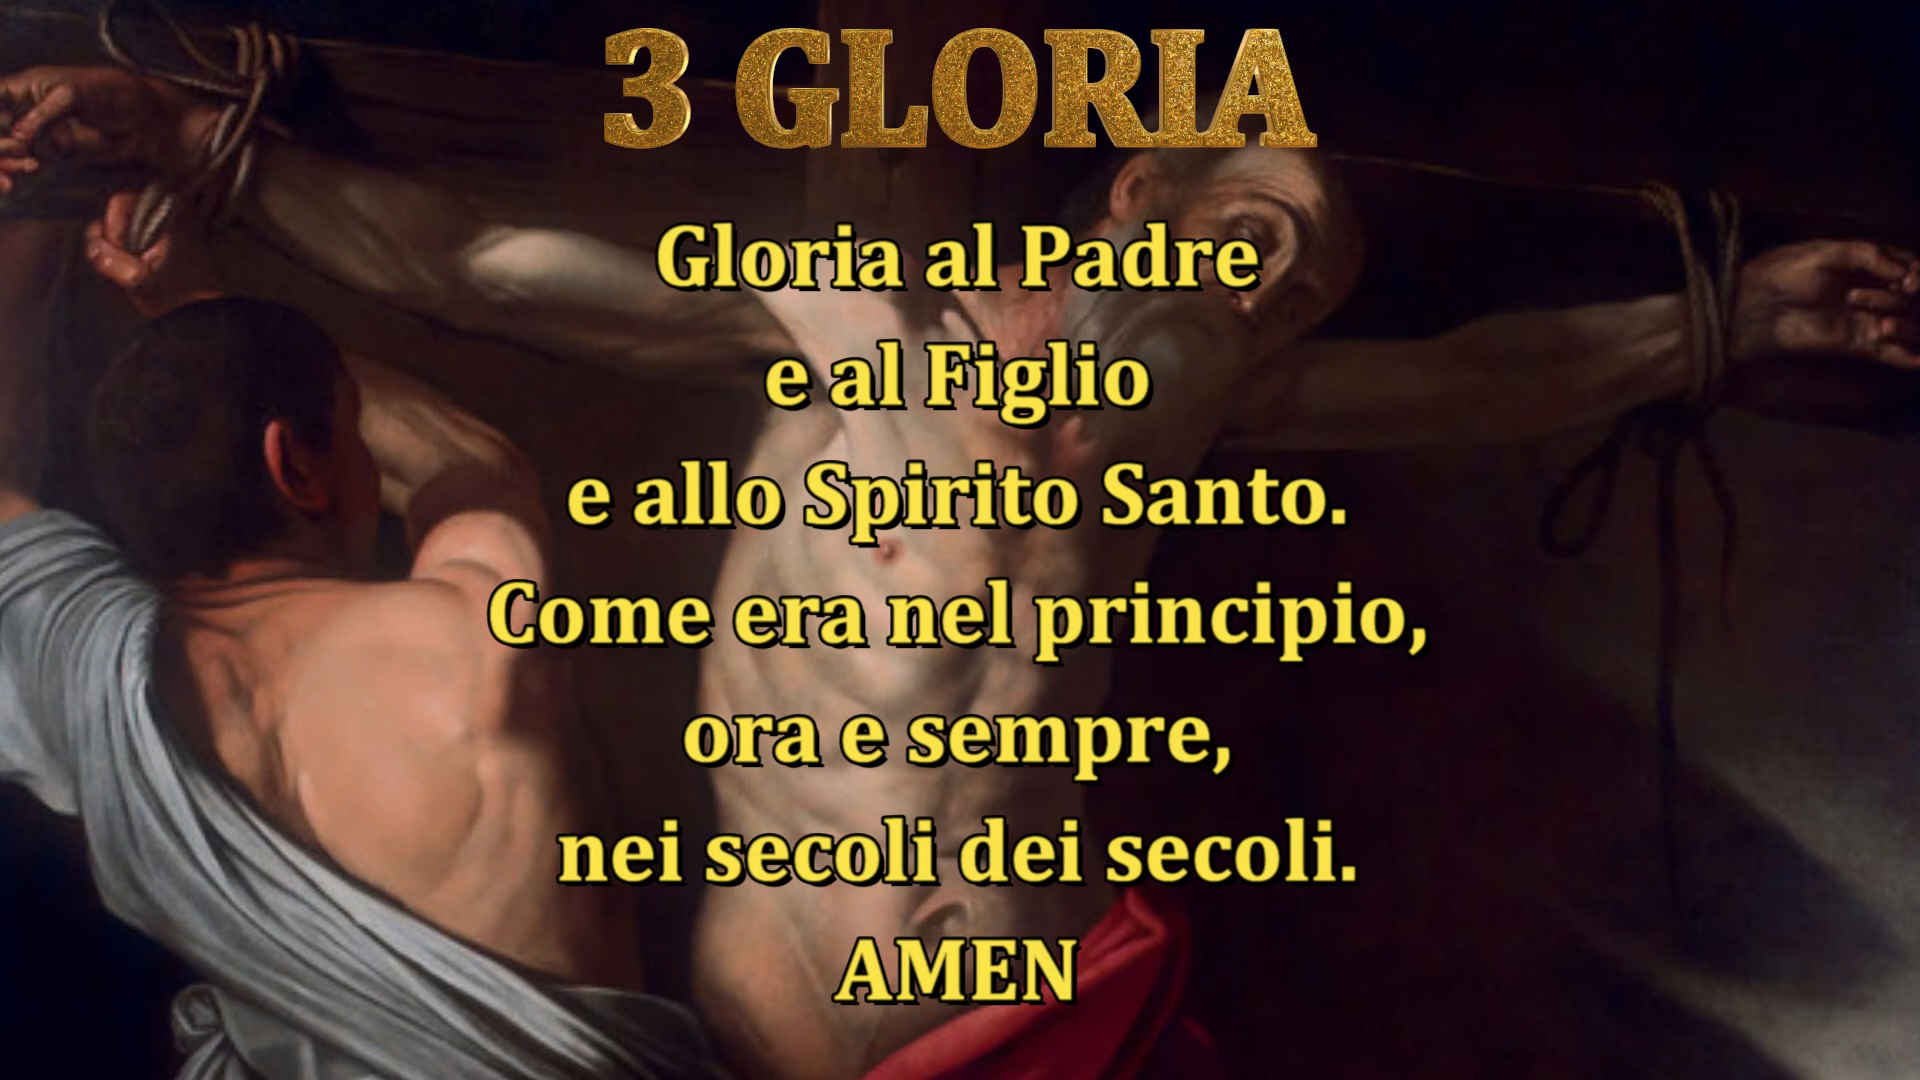 3 GLORIA
Gloria al Padre
e al Figlio
e allo Spirito Santo.
Come era nel principio,
ora e sempre,
nei secoli dei secoli.
AMEN